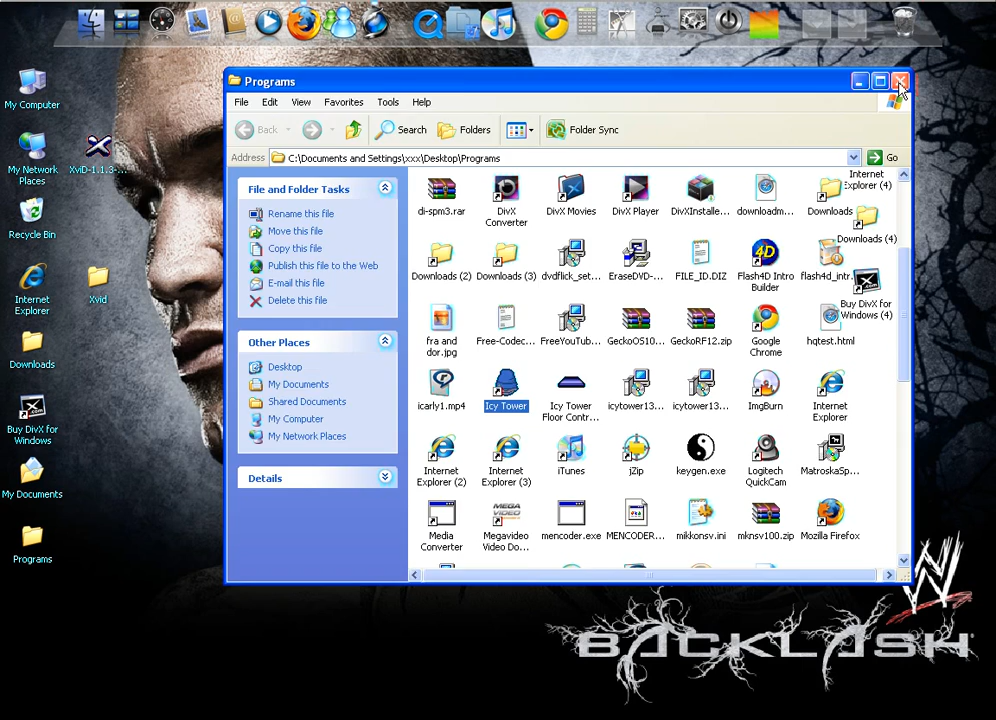 My Computer
My Network
Places
XviD-1.1.3-...
Recycle Bin
Internet
Explorer
Xvid
Downloads
Buy DivX for
Windows
My Documents
Programs
Programs
File Edit View Favorites Tools Help
Back Search Folders Folder Sync
Address C:\Documents and Settings\xxx\Desktop\Programs Go
File and Folder Tasks
Rename this file
Move this file
Copy this file
Publish this file to the Web
E-mail this file
Delete this file
Other Places
Desktop
My Documents
Shared Documents
My Computer
My Network Places
Details
Internet
Explorer (4)
di-spm3.rar
DivX
Converter
DivX Movies
DivX Player
DivXInstalle...
downloadm...
Downloads
Downloads (4)
Downloads (2)
Downloads (3)
dvdflick_set...
EraseDVD-...
FILE_ID.DIZ
Flash4D Intro
Builder
flash4d_intr...
Buy DivX for
Windows (4)
fra and
dor.jpg
Free-Codec...
FreeYouTub...
GeckoOS10...
GeckoRF12.zip
Google
Chrome
hqtest.html
icarly1.mp4
Icy Tower
Icy Tower
Floor Contr...
icytower13...
icytower13...
ImgBurn
Internet
Explorer
Internet
Explorer (2)
Internet
Explorer (3)
iTunes
jZip
keygen.exe
Logitech
QuickCam
MatroskaSp...
Media
Converter
MEGA
VIDEO
Megavideo
Video Do...
mencoder.exe
MENCODER...
mikkonsv.ini
mknsv100.zip
Mozilla Firefox
W
BACKLASH